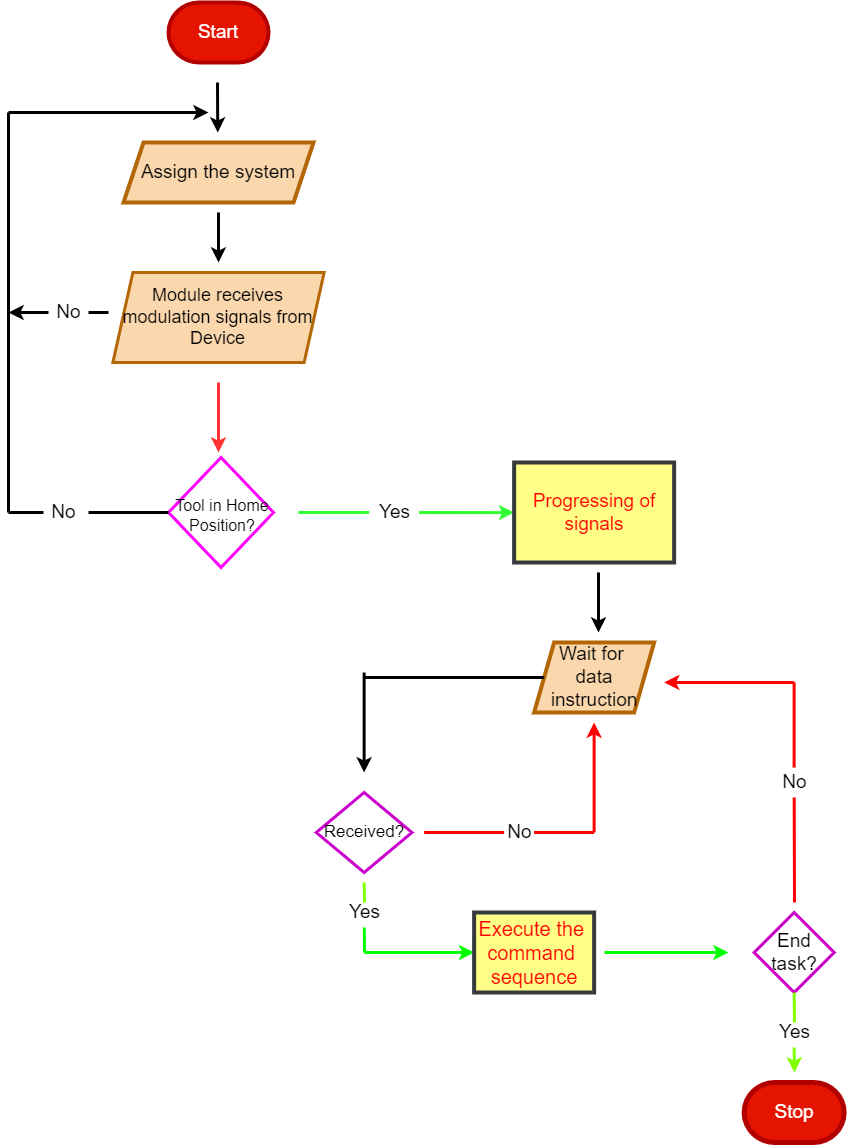 Start
Assign the system
Module receives
modulation signals from
Device
No
Tool in Home
Position?
No
Yes
Progressing of
signals
Wait for
data
instruction
No
Received?
No
Yes
Execute the
command
sequence
End
task?
Yes
Stop